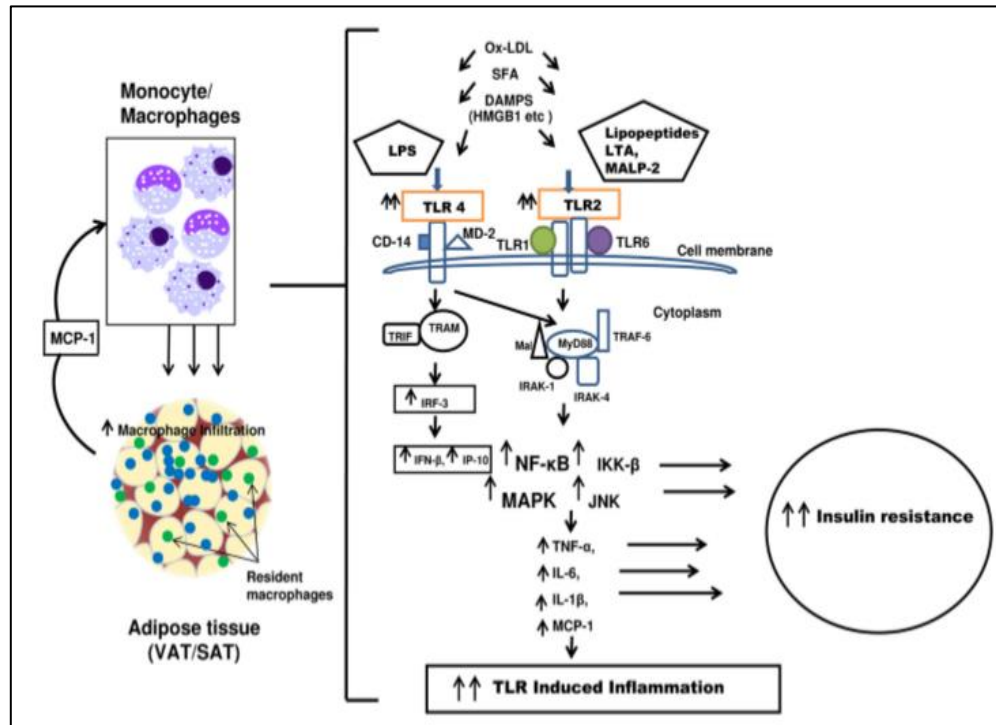 Monocyte/
Macrophages
MCP-1
↑ Macrophage Infiltration
Resident
macrophages
Adipose tissue
(VAT/SAT)
Ox-LDL
SFA
DAMPS
(HMGB1 etc )
LPS
Lipopeptides
LTA,
MALP-2
↑↑ TLR 4
↑↑ TLR2
CD-14
MD-2
TLR1
TLR6
Cell membrane
Cytoplasm
TRIF
TRAM
Mal
MyD88
TRAF-6
IRAK-1
IRAK-4
↑ IRF-3
↑ IFN-β, ↑ IP-10
↑ NF-κB ↑ IKK-β
↑ MAPK ↑ JNK
↑ TNF-α,
↑ IL-6,
↑ IL-1β,
↑ MCP-1
↑↑ Insulin resistance
↑↑ TLR Induced Inflammation